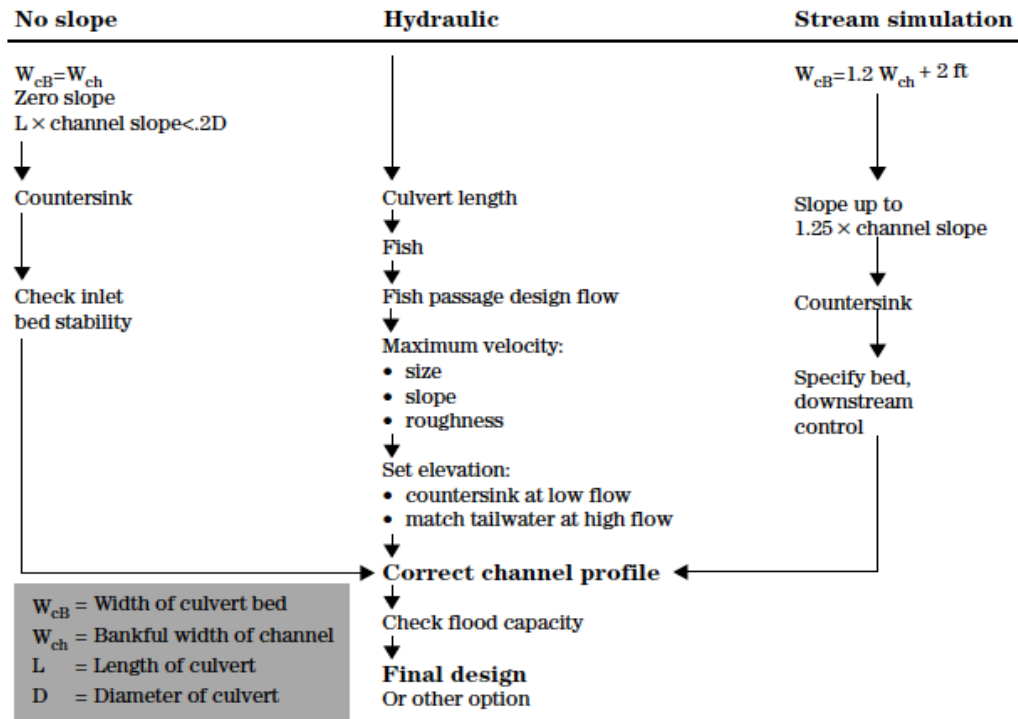 No slope
Hydraulic
Stream simulation
W_cB=W_ch
Zero slope
L × channel slope<.2D
Countersink
Check inlet
bed stability
Culvert length
Fish
Fish passage design flow
Maximum velocity:
• size
• slope
• roughness
Set elevation:
• countersink at low flow
• match tailwater at high flow
W_cB=1.2 W_ch + 2 ft
Slope up to
1.25 × channel slope
Countersink
Specify bed,
downstream
control
Correct channel profile
Check flood capacity
Final design
Or other option
W_cB = Width of culvert bed
W_ch = Bankful width of channel
L = Length of culvert
D = Diameter of culvert